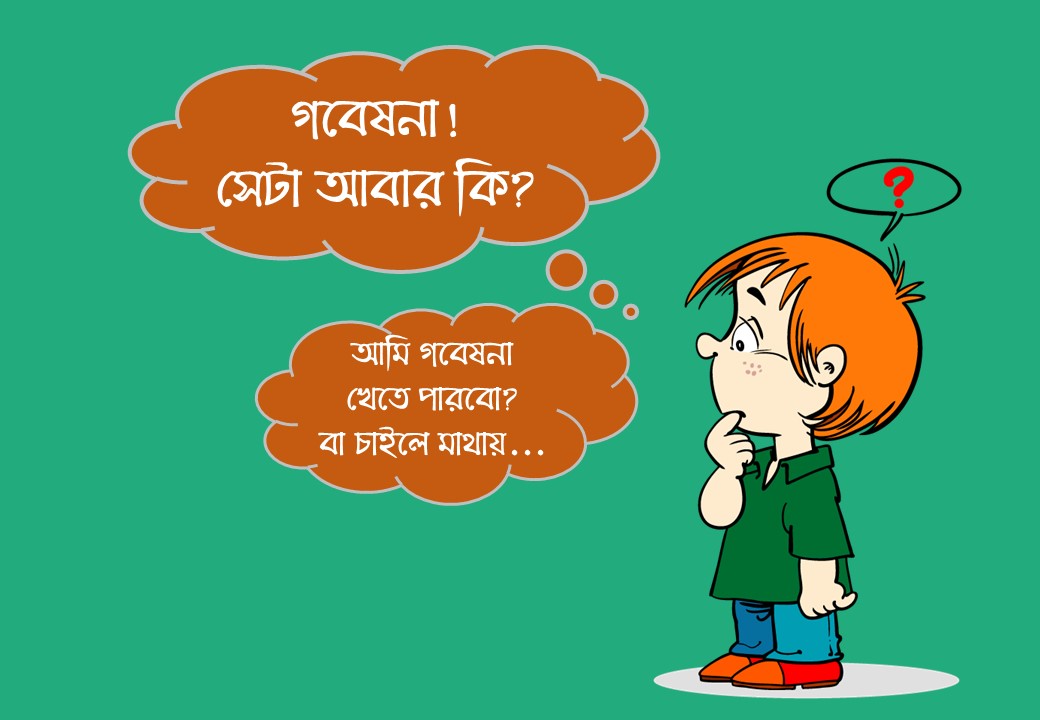 গবেষনা!
সেটা আবার কি?
?
আমি গবেষনা
খেতে পারবো?
বা চাইলে মাথায়...